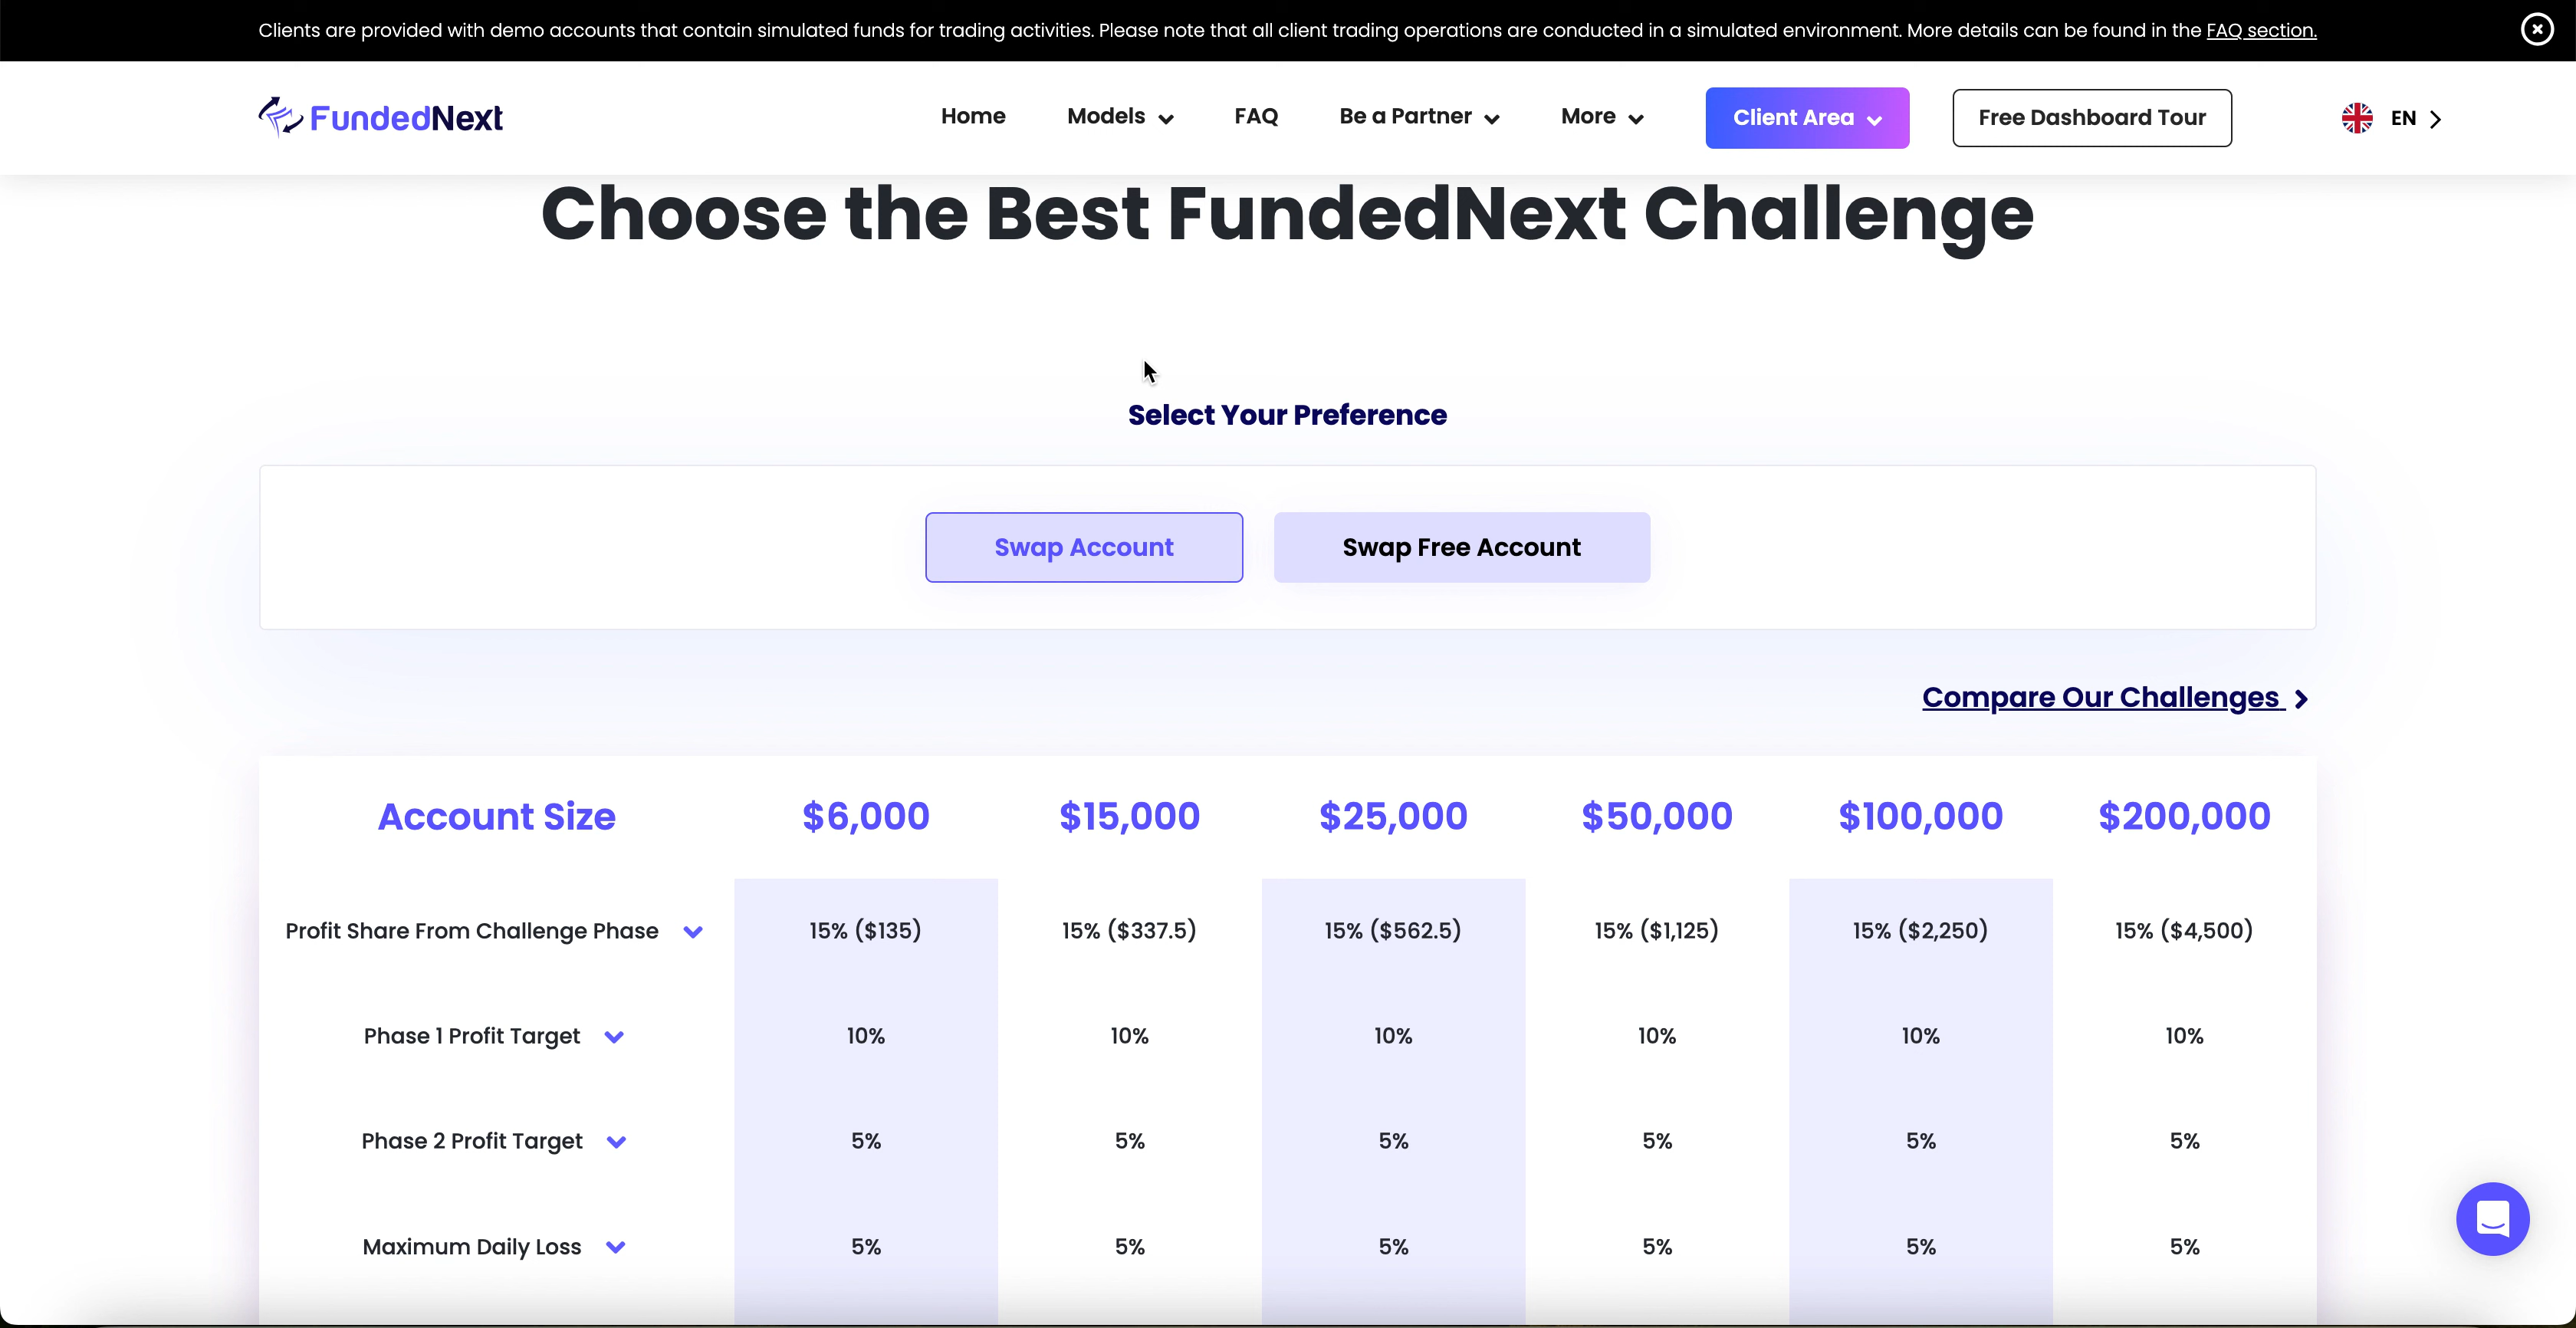 Clients are provided with demo accounts that contain simulated funds for trading activities. Please note that all client trading operations are conducted in a simulated environment. More details can be found in the FAQ section.
FundedNext
Home Models FAQ Be a Partner More Client Area Free Dashboard Tour EN
Choose the Best FundedNext Challenge
Select Your Preference
Swap Account Swap Free Account
Compare Our Challenges
Account Size $6,000 $15,000 $25,000 $50,000 $100,000 $200,000
Profit Share From Challenge Phase 15% ($135) 15% ($337.5) 15% ($562.5) 15% ($1,125) 15% ($2,250) 15% ($4,500)
Phase 1 Profit Target 10% 10% 10% 10% 10% 10%
Phase 2 Profit Target 5% 5% 5% 5% 5% 5%
Maximum Daily Loss 5% 5% 5% 5% 5% 5%